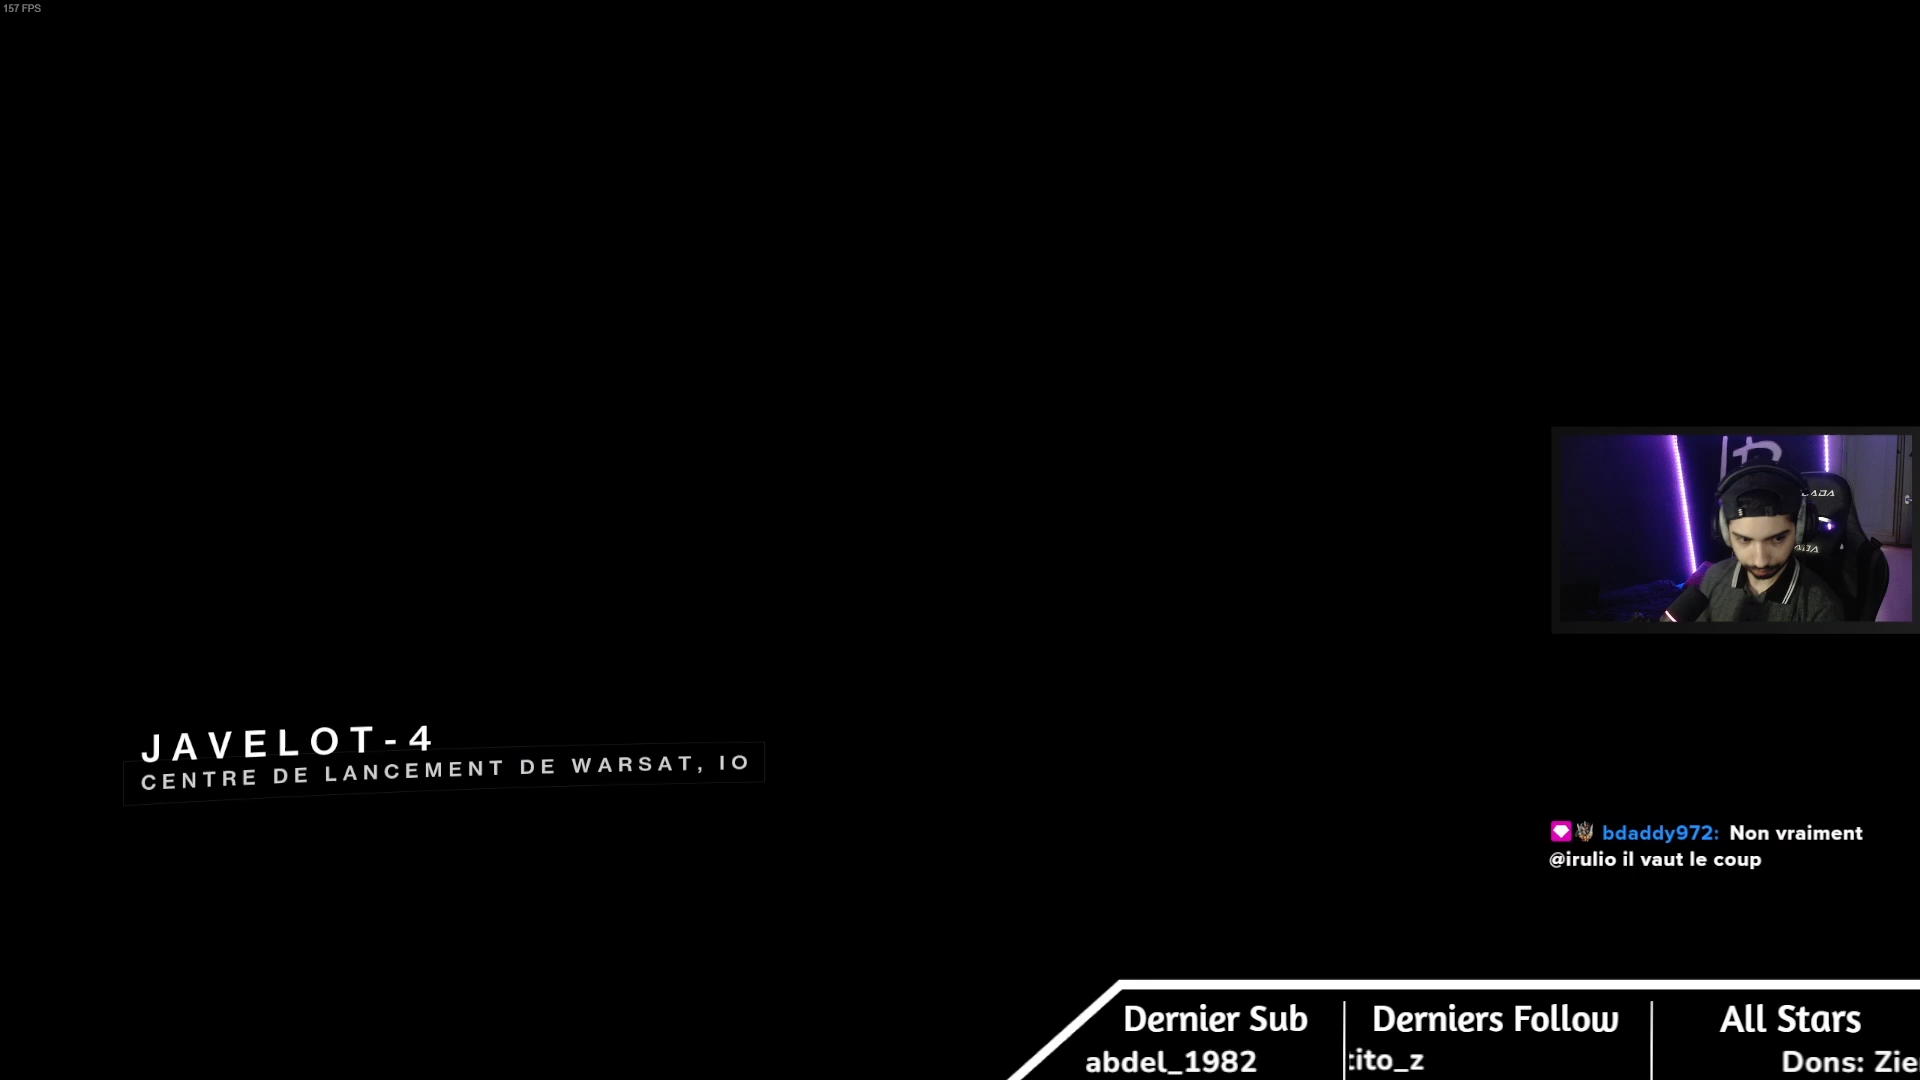 157 FPS
JAVELOT-4
CENTRE DE LANCEMENT DE WARSAT, IO
bdaddy972: Non vraiment
@irulio il vaut le coup
Dernier Sub
abdel_1982
Derniers Follow
tito_z
All Stars
Dons: Zie